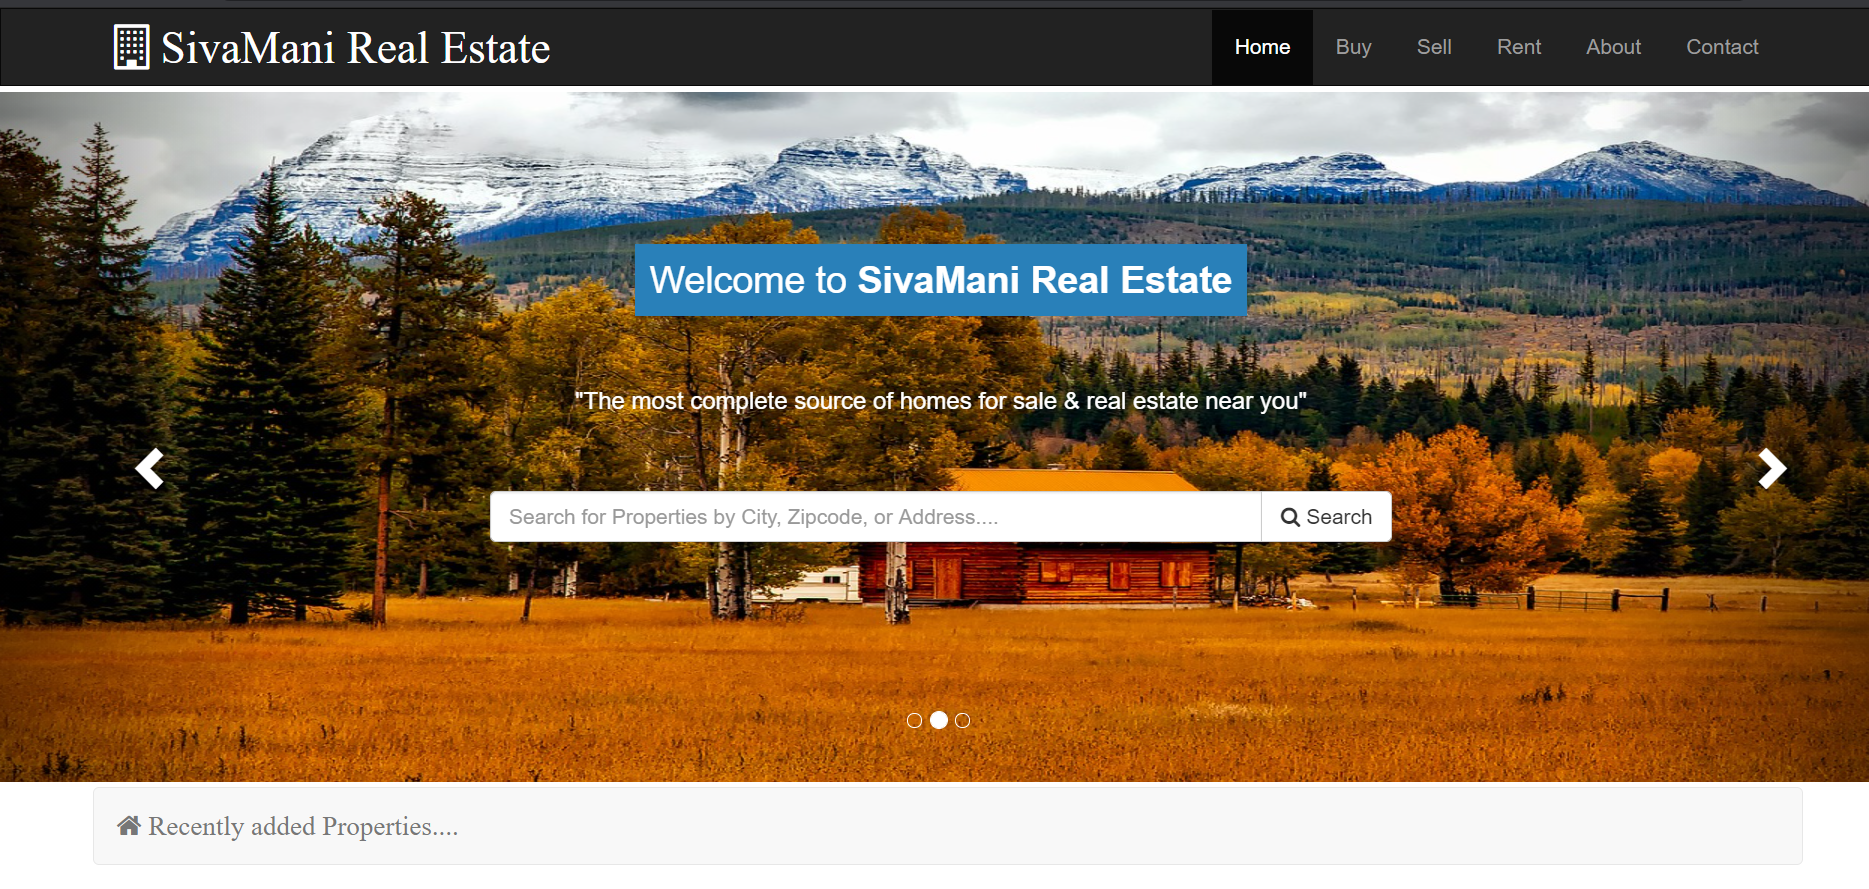 SivaMani Real Estate
Home Buy Sell Rent About Contact
Welcome to SivaMani Real Estate
"The most complete source of homes for sale & real estate near you"
Search for Properties by City, Zipcode, or Address....
Search
Recently added Properties....